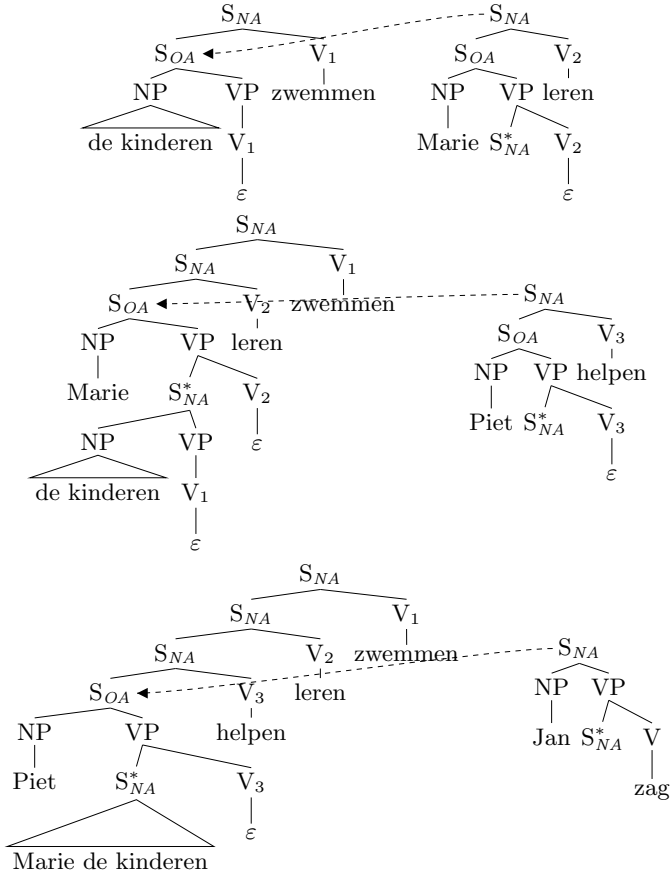 S_NA S_NA
S_OA V_1 S_OA V_2
NP VP zwemmen NP VP leren
de kinderen V_1 Marie S*_NA V_2
ε ε
S_NA
S_NA V_1
S_OA V_2 zwemmen S_NA
NP VP leren S_OA V_3
Marie S*_NA V_2 NP VP helpen
NP VP ε Piet S*_NA V_3
de kinderen V_1 ε
ε
S_NA
S_NA V_1
S_NA V_2 zwemmen S_NA
S_OA V_3 leren NP VP
NP VP helpen Jan S*_NA V
Piet S*_NA V_3 zag
Marie de kinderen ε